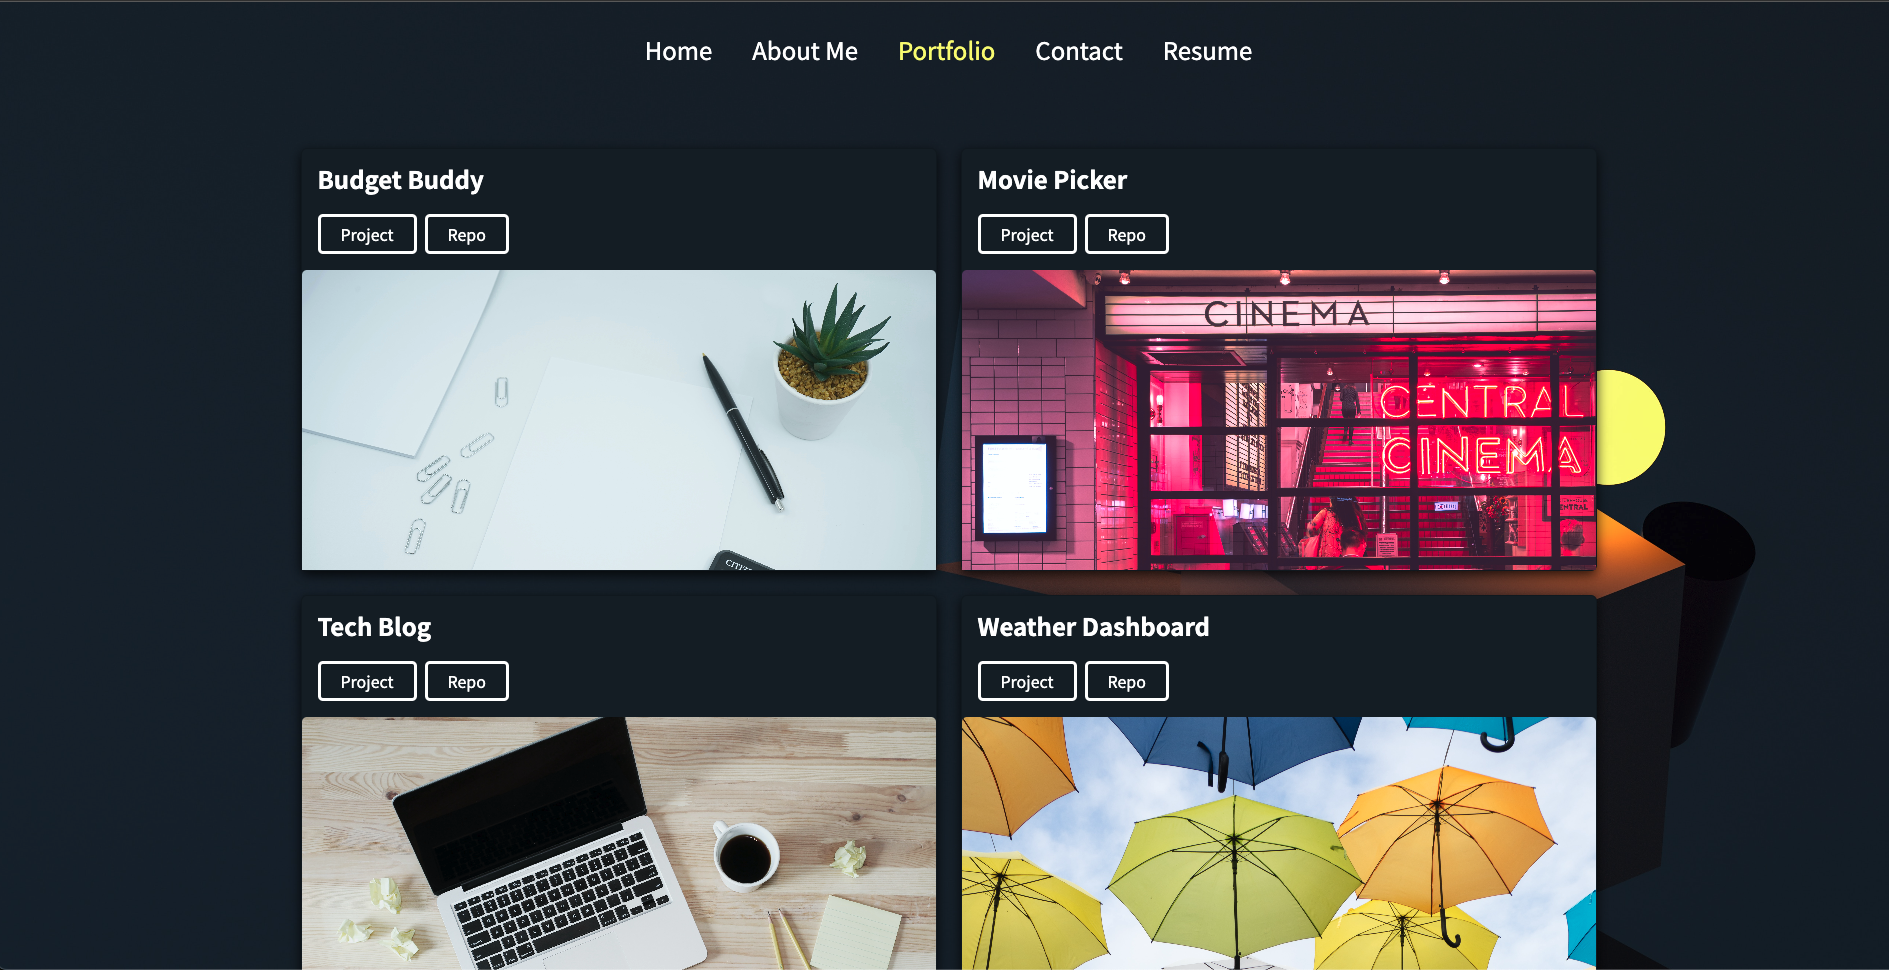 Home About Me Portfolio Contact Resume
Budget Buddy
Project Repo
Movie Picker
Project Repo
CINEMA
CENTRAL
CINEMA
Tech Blog
Project Repo
Weather Dashboard
Project Repo